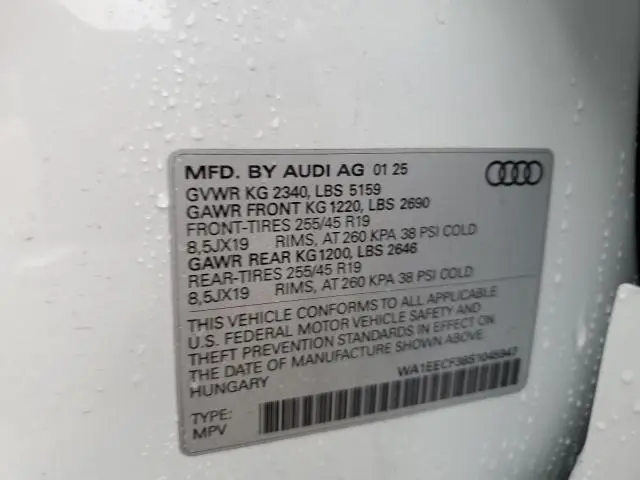 MFD. BY AUDI AG 01 25
GVWR KG 2340, LBS 5159
GAWR FRONT KG 1220, LBS 2690
FRONT-TIRES 255/45 R19
8,5JX19 RIMS, AT 260 KPA 38 PSI COLD
GAWR REAR KG1200, LBS 2646
REAR-TIRES 255/45 R19
8,5JX19 RIMS, AT 260 KPA 38 PSI COLD
THIS VEHICLE CONFORMS TO ALL APPLICABLE
U.S. FEDERAL MOTOR VEHICLE SAFETY AND
THEFT PREVENTION STANDARDS IN EFFECT ON
THE DATE OF MANUFACTURE SHOWN ABOVE.
HUNGARY
TYPE:
MPV